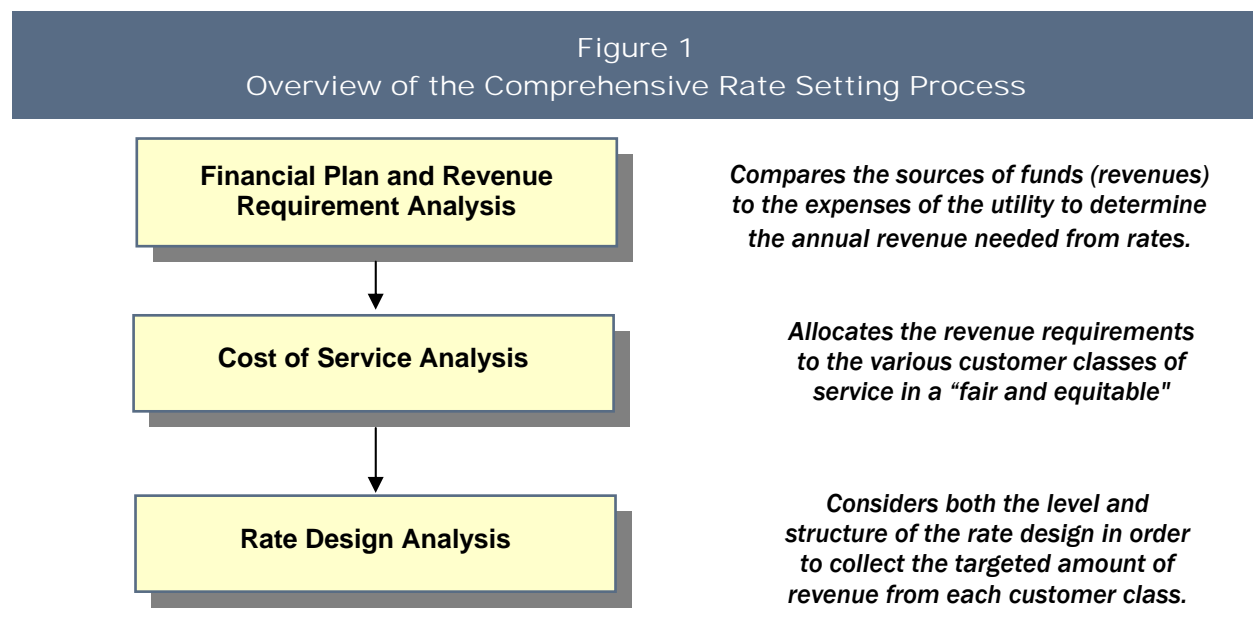 Figure 1
Overview of the Comprehensive Rate Setting Process
Financial Plan and Revenue
Requirement Analysis
Compares the sources of funds (revenues)
to the expenses of the utility to determine
the annual revenue needed from rates.
Cost of Service Analysis
Allocates the revenue requirements
to the various customer classes of
service in a “fair and equitable"
Rate Design Analysis
Considers both the level and
structure of the rate design in order
to collect the targeted amount of
revenue from each customer class.